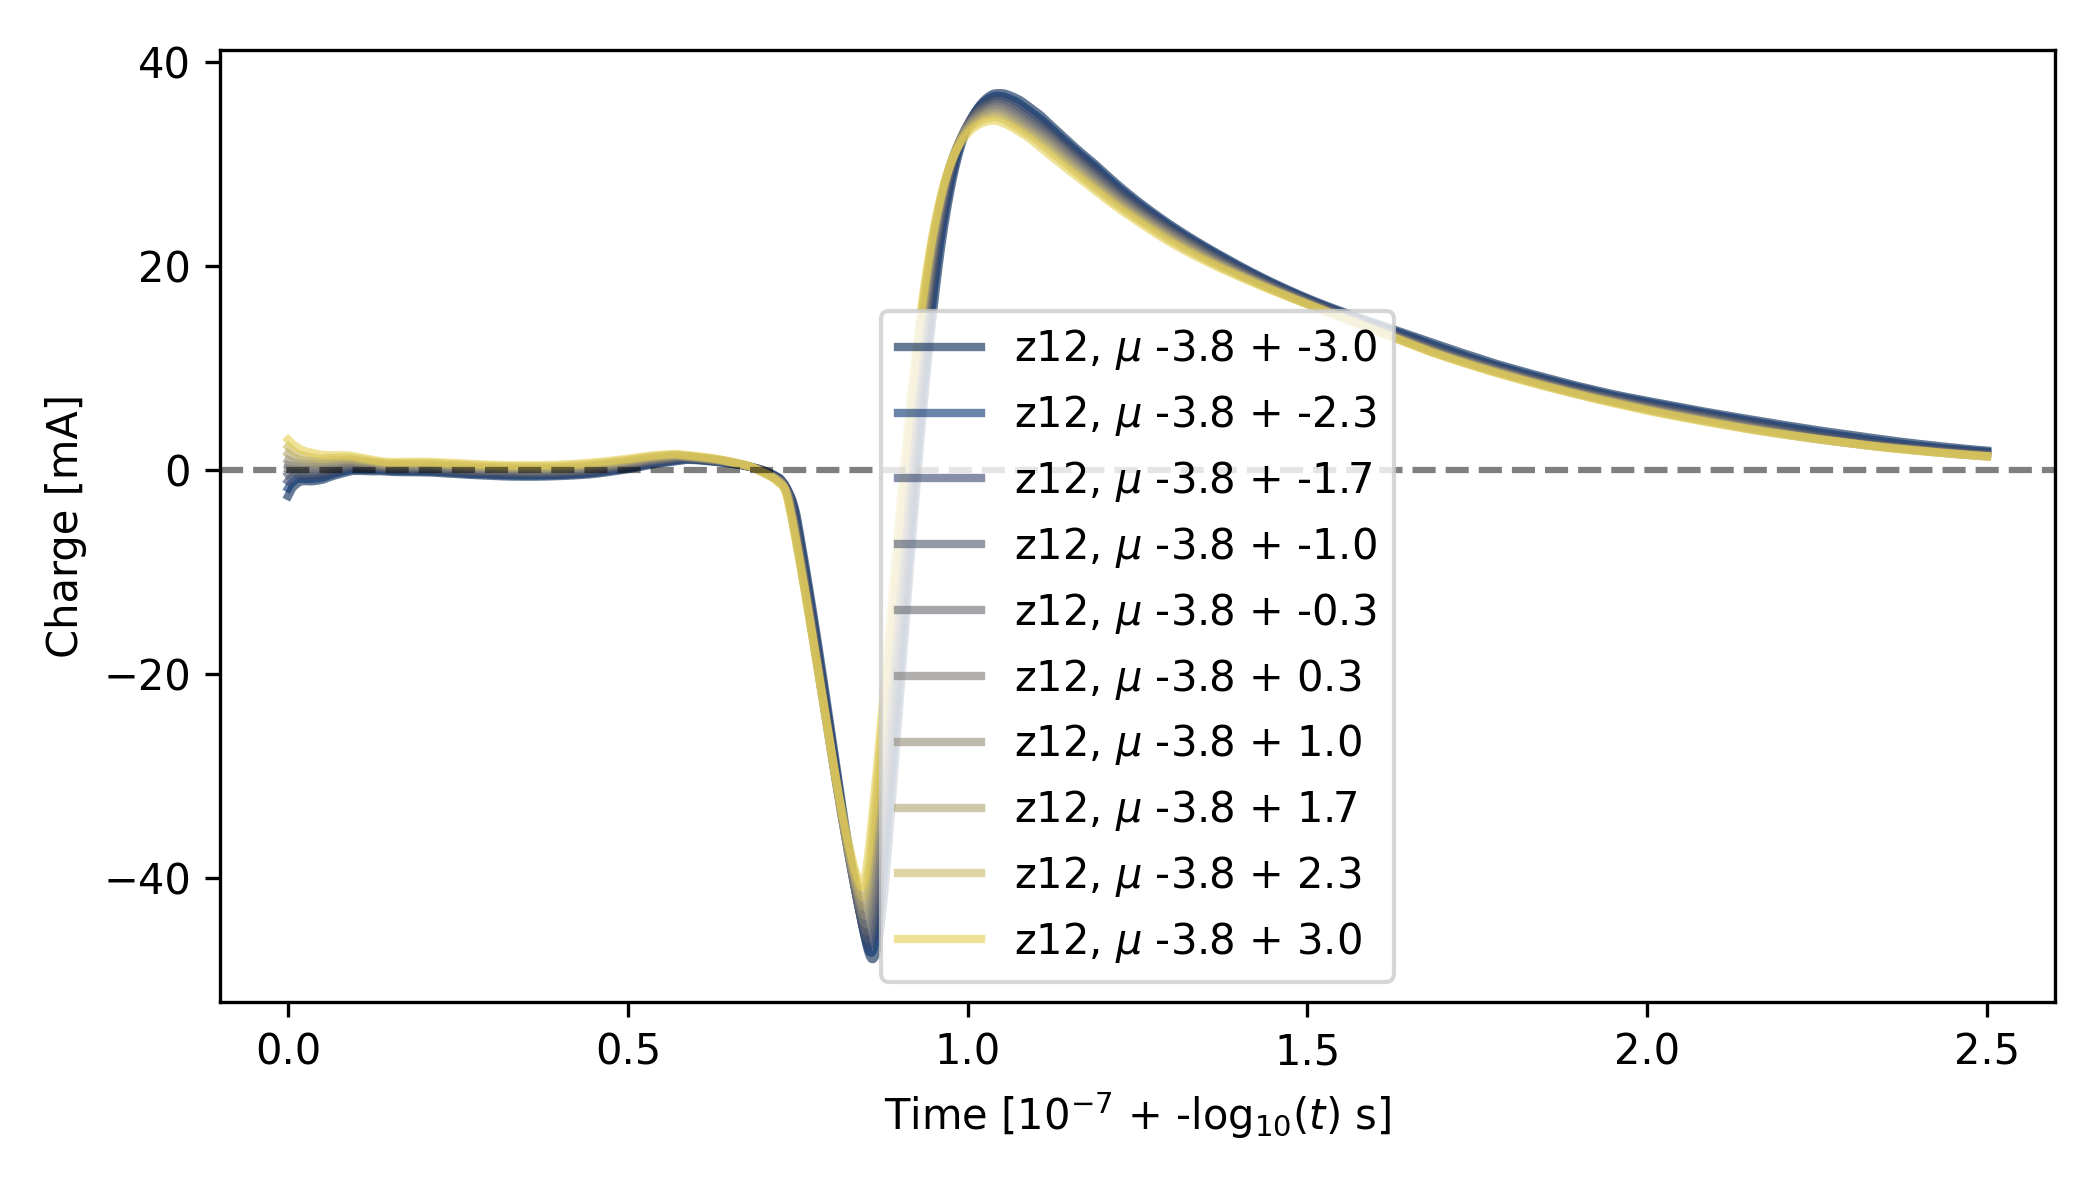 40
20
0
−20
−40
Charge [mA]
z12, μ -3.8 + -3.0
z12, μ -3.8 + -2.3
z12, μ -3.8 + -1.7
z12, μ -3.8 + -1.0
z12, μ -3.8 + -0.3
z12, μ -3.8 + 0.3
z12, μ -3.8 + 1.0
z12, μ -3.8 + 1.7
z12, μ -3.8 + 2.3
z12, μ -3.8 + 3.0
0.0 0.5 1.0 1.5 2.0 2.5
Time [10⁻⁷ + -log₁₀(t) s]